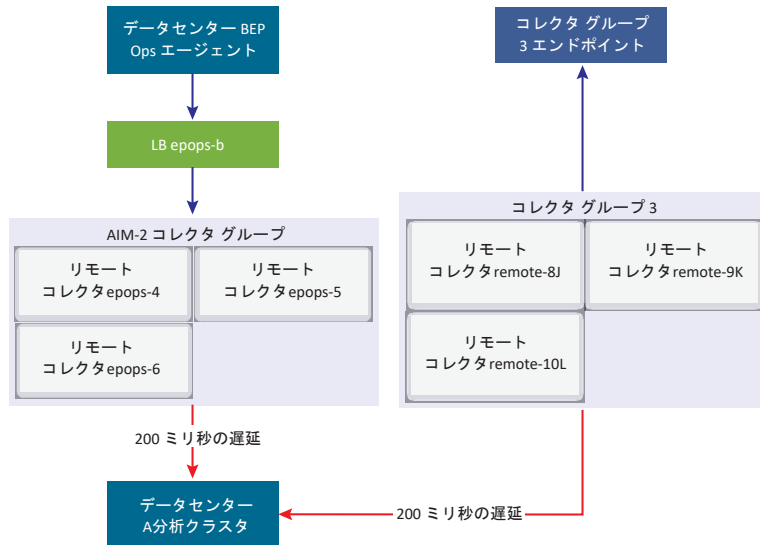 データセンター BEP
Ops エージェント
コレクタ グループ
3 エンドポイント
LB epops-b
AIM-2 コレクタ グループ
リモート
コレクタepops-4
リモート
コレクタepops-5
リモート
コレクタepops-6
コレクタ グループ 3
リモート
コレクタremote-8J
リモート
コレクタremote-9K
リモート
コレクタremote-10L
200 ミリ秒の遅延
データセンター
A分析クラスタ
200 ミリ秒の遅延